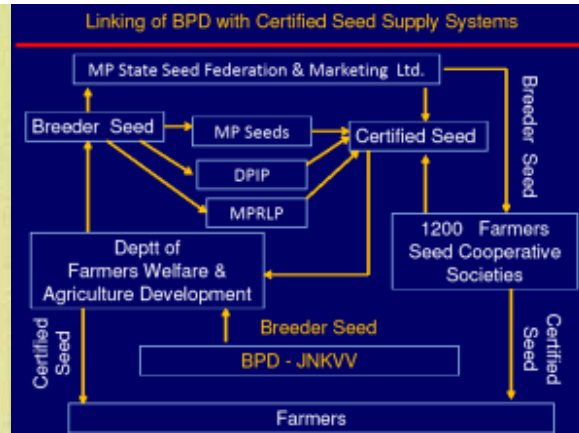 Linking of BPD with Certified Seed Supply Systems
MP State Seed Federation & Marketing Ltd.
Breeder Seed
MP Seeds
Certified Seed
DPIP
MPRLP
Breeder Seed
Deptt of
Farmers Welfare &
Agriculture Development
1200 Farmers
Seed Cooperative
Societies
Breeder Seed
BPD - JNKVV
Certified
Seed
Certified
Seed
Farmers